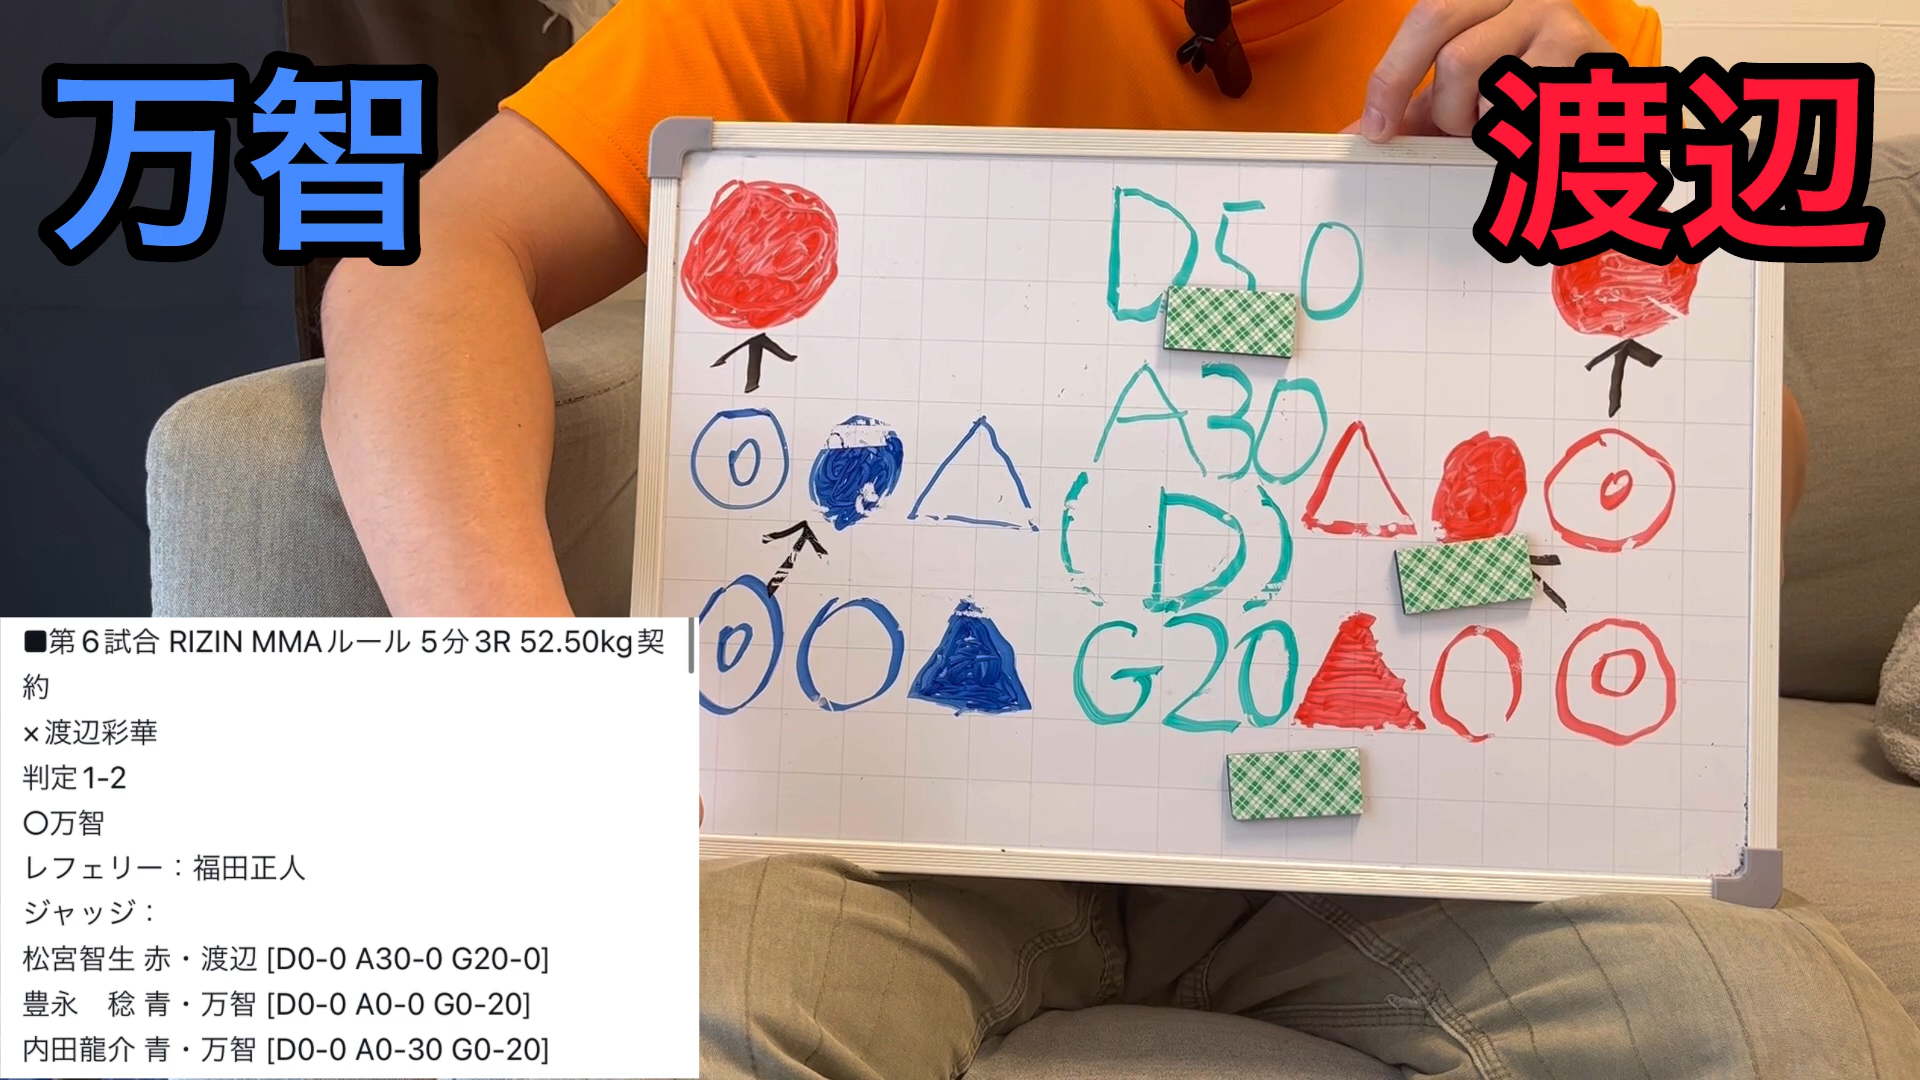 万智
渡辺
D50
A30
(D)
G20
■第6試合 RIZIN MMAルール 5分3R 52.50kg契
約
×渡辺彩華
判定1-2
〇万智
レフェリー：福田正人
ジャッジ：
松宮智生 赤・渡辺 [D0-0 A30-0 G20-0]
豊永　稔 青・万智 [D0-0 A0-0 G0-20]
内田龍介 青・万智 [D0-0 A0-30 G0-20]